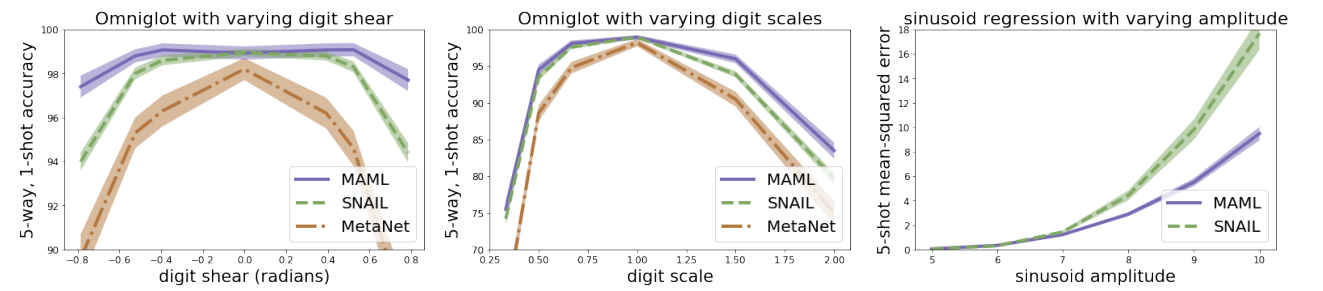 Omniglot with varying digit shear
5-way, 1-shot accuracy
100
98
96
94
92
90
−0.8 −0.6 −0.4 −0.2 0.0 0.2 0.4 0.6 0.8
digit shear (radians)
MAML
SNAIL
MetaNet
Omniglot with varying digit scales
5-way, 1-shot accuracy
100
95
90
85
80
75
70
0.25 0.50 0.75 1.00 1.25 1.50 1.75 2.00
digit scale
MAML
SNAIL
MetaNet
sinusoid regression with varying amplitude
5-shot mean-squared error
18
16
14
12
10
8
6
4
2
0
5 6 7 8 9 10
sinusoid amplitude
MAML
SNAIL